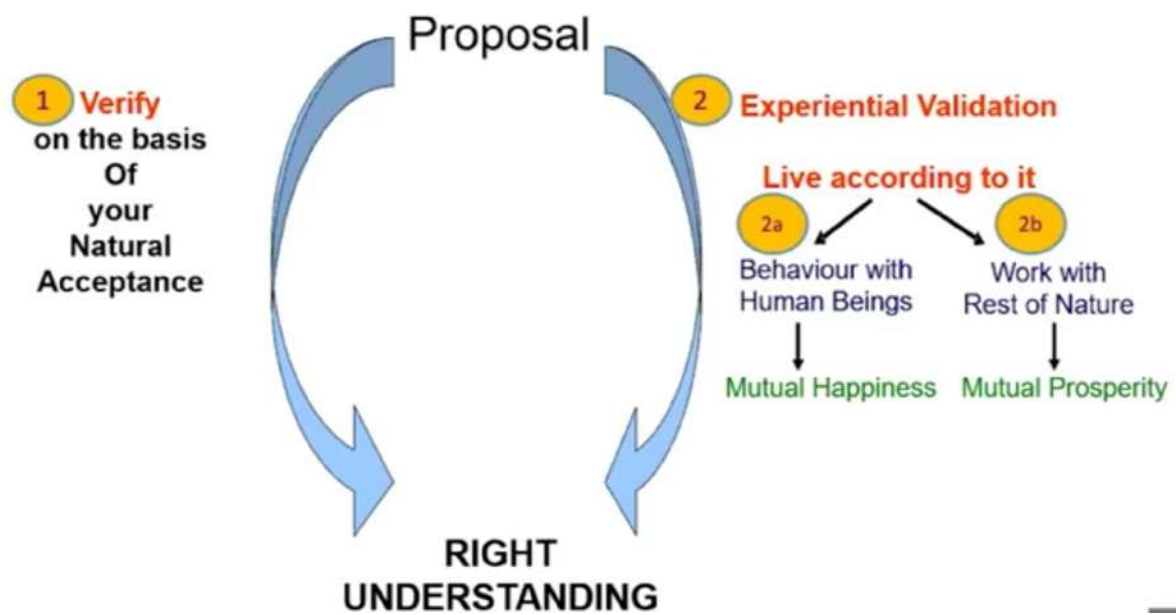 Proposal
1 Verify
on the basis
Of
your
Natural
Acceptance
2 Experiential Validation
Live according to it
2a
Behaviour with
Human Beings
Mutual Happiness
2b
Work with
Rest of Nature
Mutual Prosperity
RIGHT
UNDERSTANDING